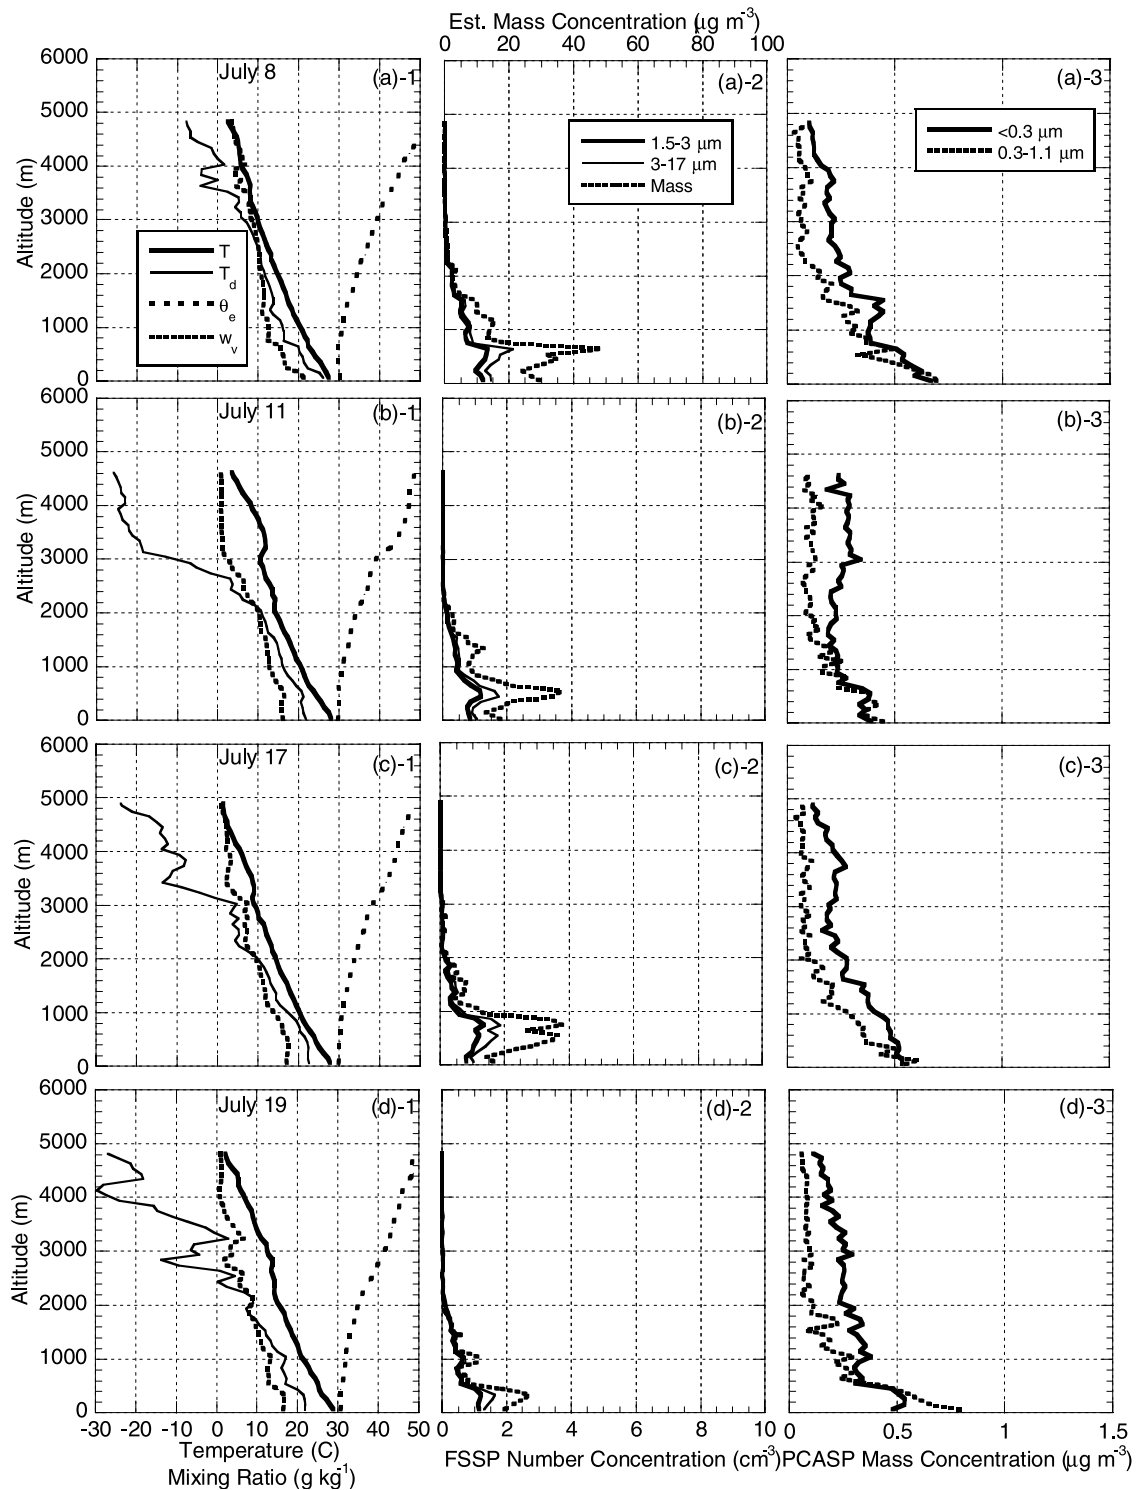 Est. Mass Concentration (μg m-3)
0 20 40 60 80 100
6000
5000
4000
3000
2000
1000
0
Altitude (m)
July 8
(a)-1
T
Td
θe
wv
(a)-2
1.5-3 μm
3-17 μm
Mass
(a)-3
<0.3 μm
0.3-1.1 μm
6000
5000
4000
3000
2000
1000
0
Altitude (m)
July 11
(b)-1
(b)-2
(b)-3
6000
5000
4000
3000
2000
1000
0
Altitude (m)
July 17
(c)-1
(c)-2
(c)-3
6000
5000
4000
3000
2000
1000
0
Altitude (m)
July 19
(d)-1
(d)-2
(d)-3
-30 -20 -10 0 10 20 30 40 50
Temperature (C)
Mixing Ratio (g kg-1)
0 2 4 6 8 10
FSSP Number Concentration (cm-3)
0 0.5 1 1.5
PCASP Mass Concentration (μg m-3)